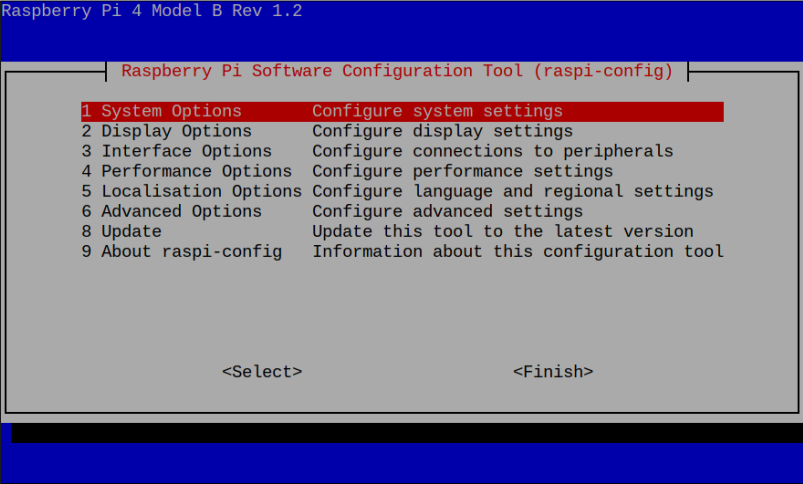 Raspberry Pi 4 Model B Rev 1.2
Raspberry Pi Software Configuration Tool (raspi-config)
1 System Options Configure system settings
2 Display Options Configure display settings
3 Interface Options Configure connections to peripherals
4 Performance Options Configure performance settings
5 Localisation Options Configure language and regional settings
6 Advanced Options Configure advanced settings
8 Update Update this tool to the latest version
9 About raspi-config Information about this configuration tool
<Select> <Finish>